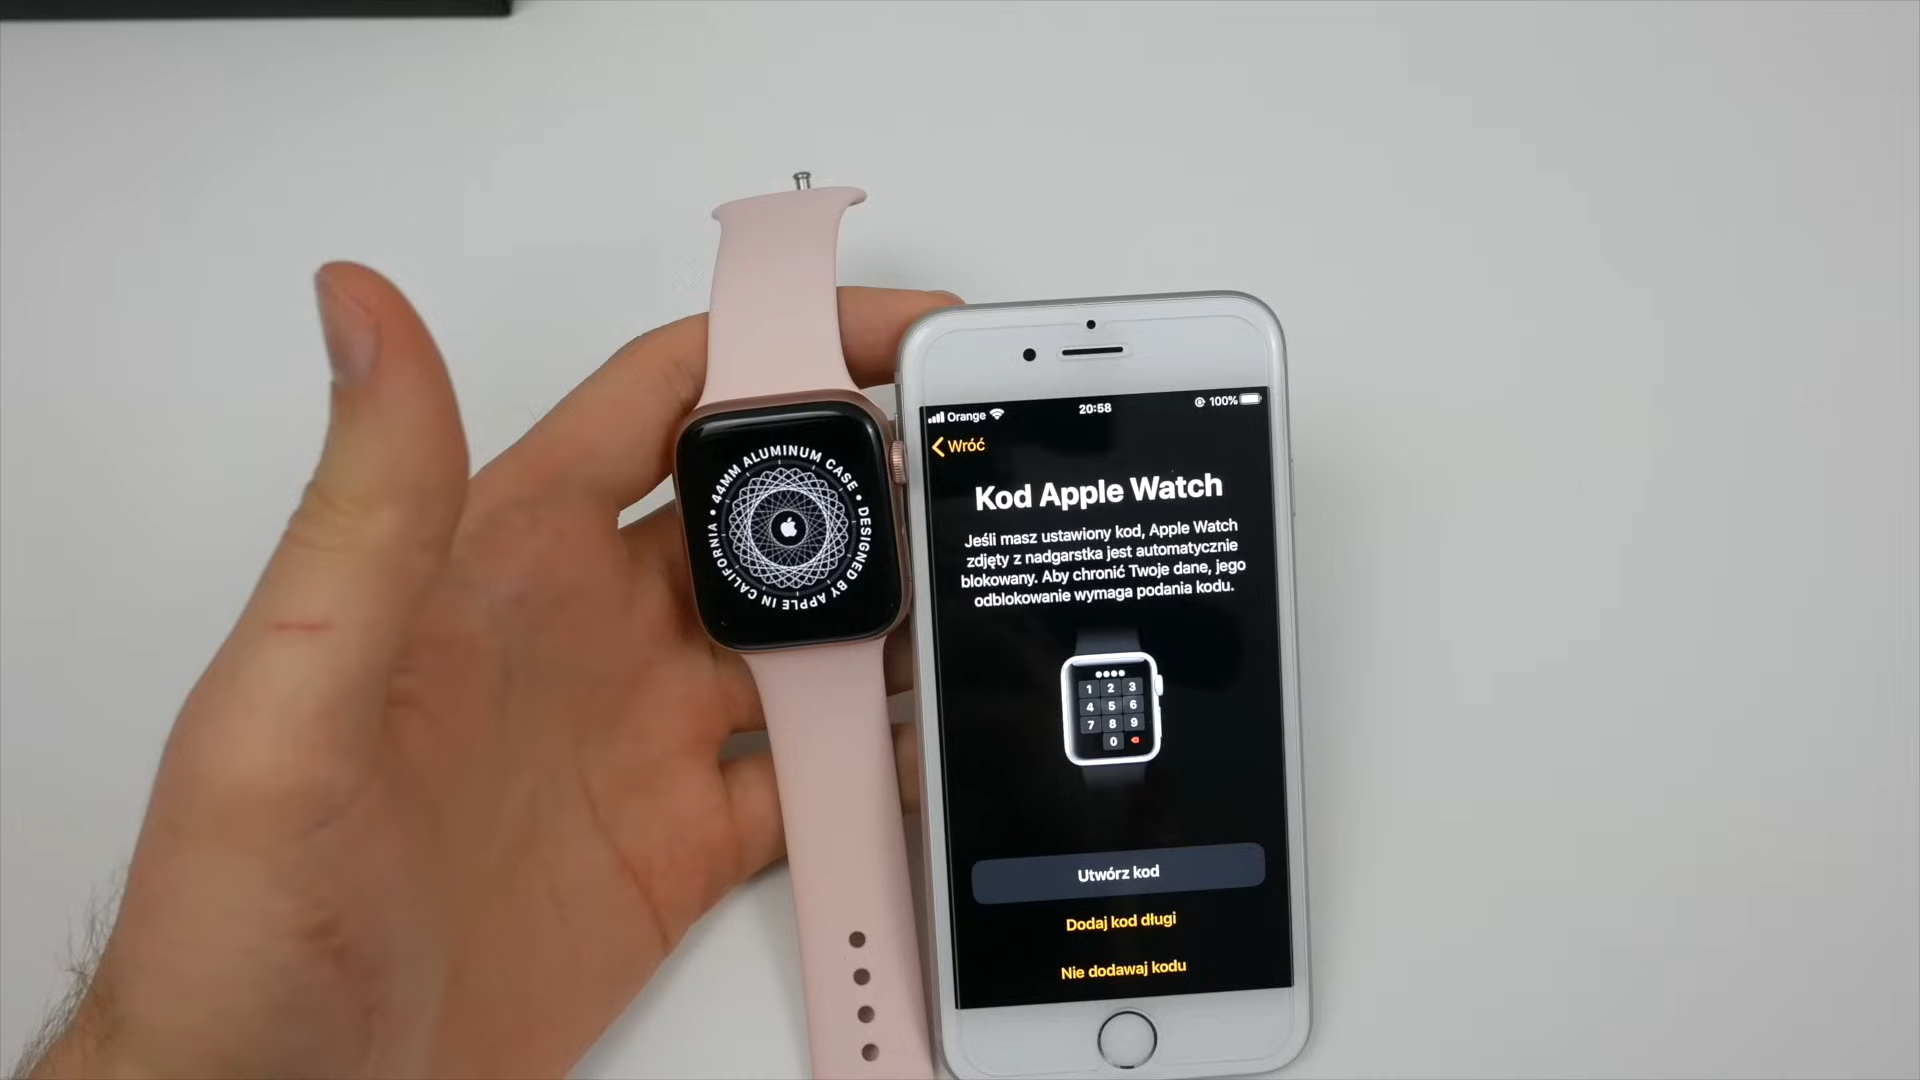 44MM ALUMINUM CASE • DESIGNED BY APPLE IN CALIFORNIA •
Orange 20:58 100%
Wróć
Kod Apple Watch
Jeśli masz ustawiony kod, Apple Watch
zdjęty z nadgarstka jest automatycznie
blokowany. Aby chronić Twoje dane, jego
odblokowanie wymaga podania kodu.
1 2 3
4 5 6
7 8 9
0
Utwórz kod
Dodaj kod długi
Nie dodawaj kodu